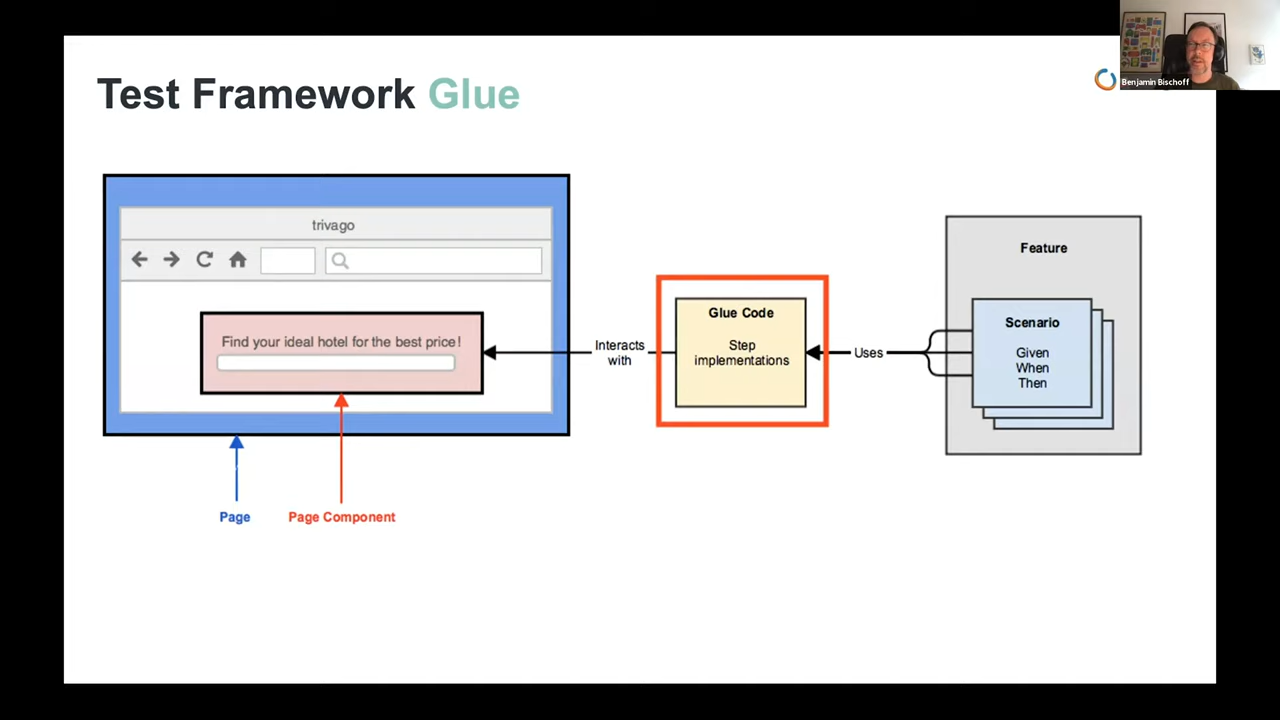 Test Framework Glue
Benjamin Bischoff
trivago
Find your ideal hotel for the best price!
Interacts
with
Glue Code
Step
implementations
Uses
Feature
Scenario
Given
When
Then
Page
Page Component